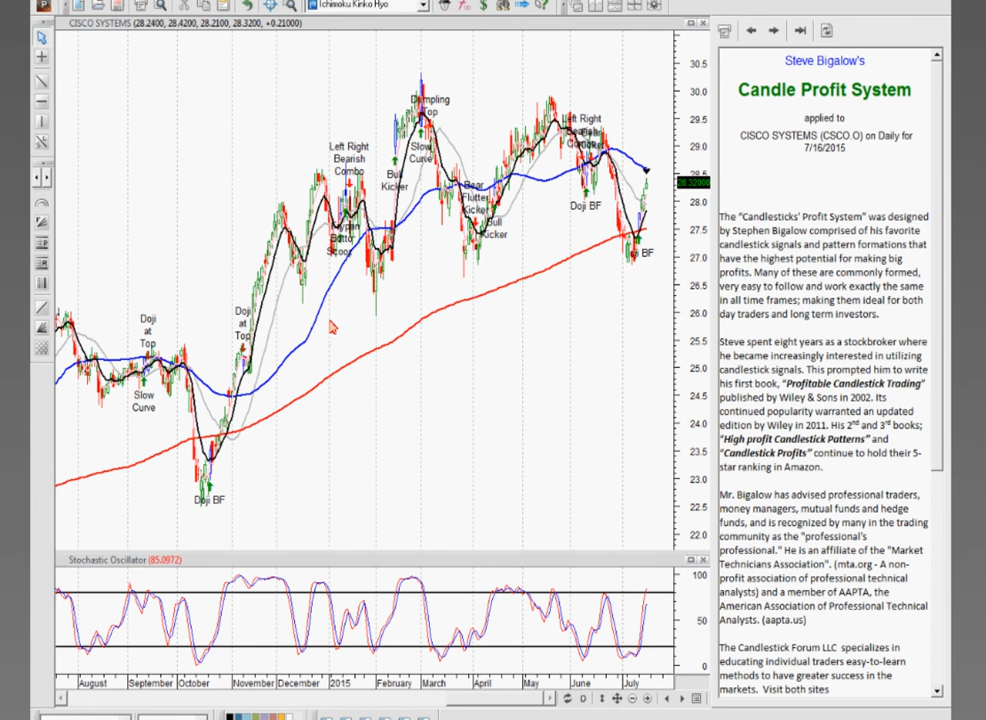 Ichimoku Kinko Hyo
CISCO SYSTEMS (28.2400, 28.4200, 28.2100, 28.3200, +0.2100)
30.5
30.0
29.5
29.0
28.5
28.32000
28.0
27.5
27.0
26.5
26.0
25.5
25.0
24.5
24.0
23.5
23.0
22.5
22.0
Doji
at
Top
Slow
Curve
Doji BF
Doji
at
Top
Left Right
Bearish
Combo
Bull
Kicker
Dumpling
Top
Slow
Curve
Bear
Flutter
Kicker
Bull
Kicker
Left Right
Bearish
Doji BF
BF
Stochastic Oscillator (85.0972)
100
50
0
August September October November December 2015 February March April May June July
Steve Bigalow's
Candle Profit System
applied to
CISCO SYSTEMS (CSCO.O) on Daily for
7/16/2015
The "Candlesticks' Profit System" was designed
by Stephen Bigalow comprised of his favorite
candlestick signals and pattern formations that
have the highest potential for making big
profits. Many of these are commonly formed,
very easy to follow and work exactly the same
in all time frames; making them ideal for both
day traders and long term investors.
Steve spent eight years as a stockbroker where
he became increasingly interested in utilizing
candlestick signals. This prompted him to write
his first book, "Profitable Candlestick Trading"
published by Wiley & Sons in 2002. Its
continued popularity warranted an updated
edition by Wiley in 2011. His 2nd and 3rd books;
"High profit Candlestick Patterns" and
"Candlestick Profits" continue to hold their 5-
star ranking in Amazon.
Mr. Bigalow has advised professional traders,
money managers, mutual funds and hedge
funds, and is recognized by many in the trading
community as the "professional's
professional." He is an affiliate of the "Market
Technicians Association". (mta.org - A non-
profit association of professional technical
analysts) and a member of AAPTA, the
American Association of Professional Technical
Analysts. (aapta.us)
The Candlestick Forum LLC specializes in
educating individual traders easy-to-learn
methods to have greater success in the
markets. Visit both sites